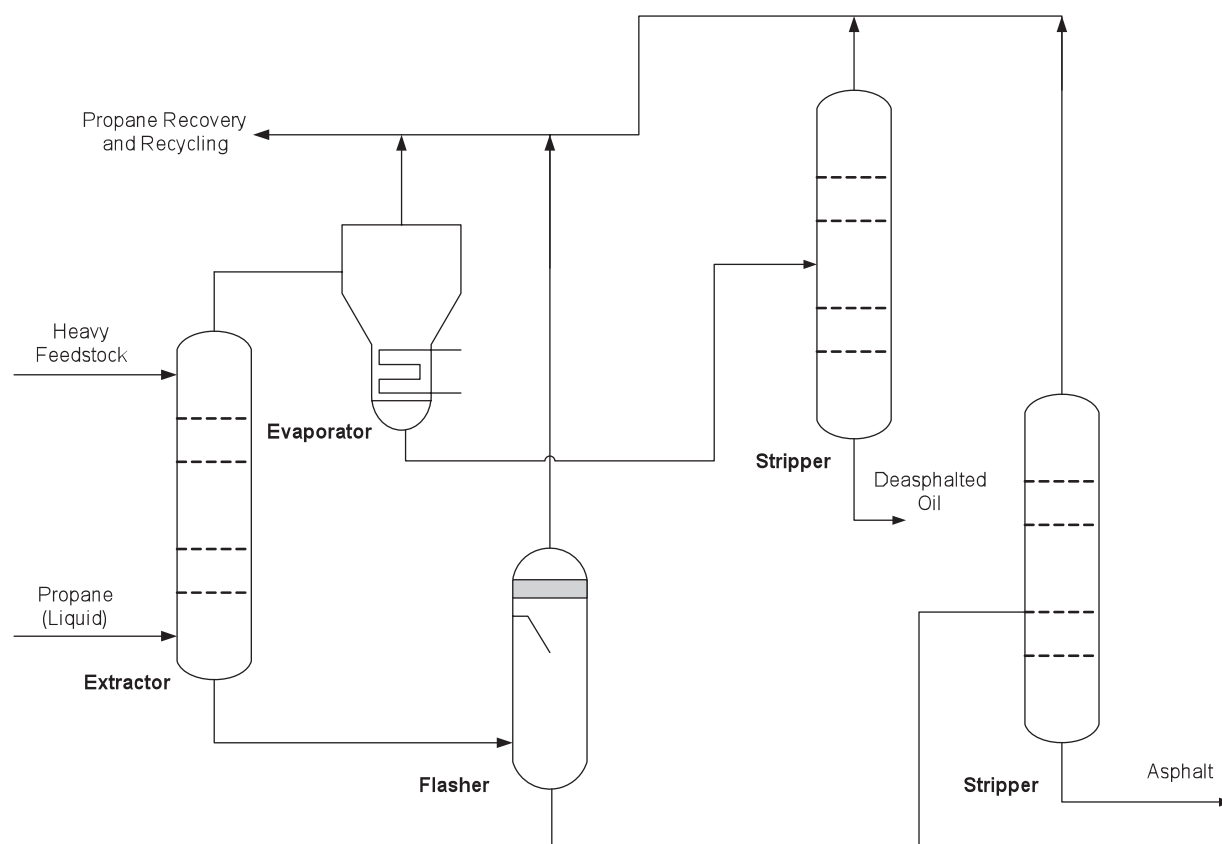 Propane Recovery
and Recycling
Heavy
Feedstock
Evaporator
Stripper
Deasphalted
Oil
Propane
(Liquid)
Extractor
Flasher
Stripper
Asphalt